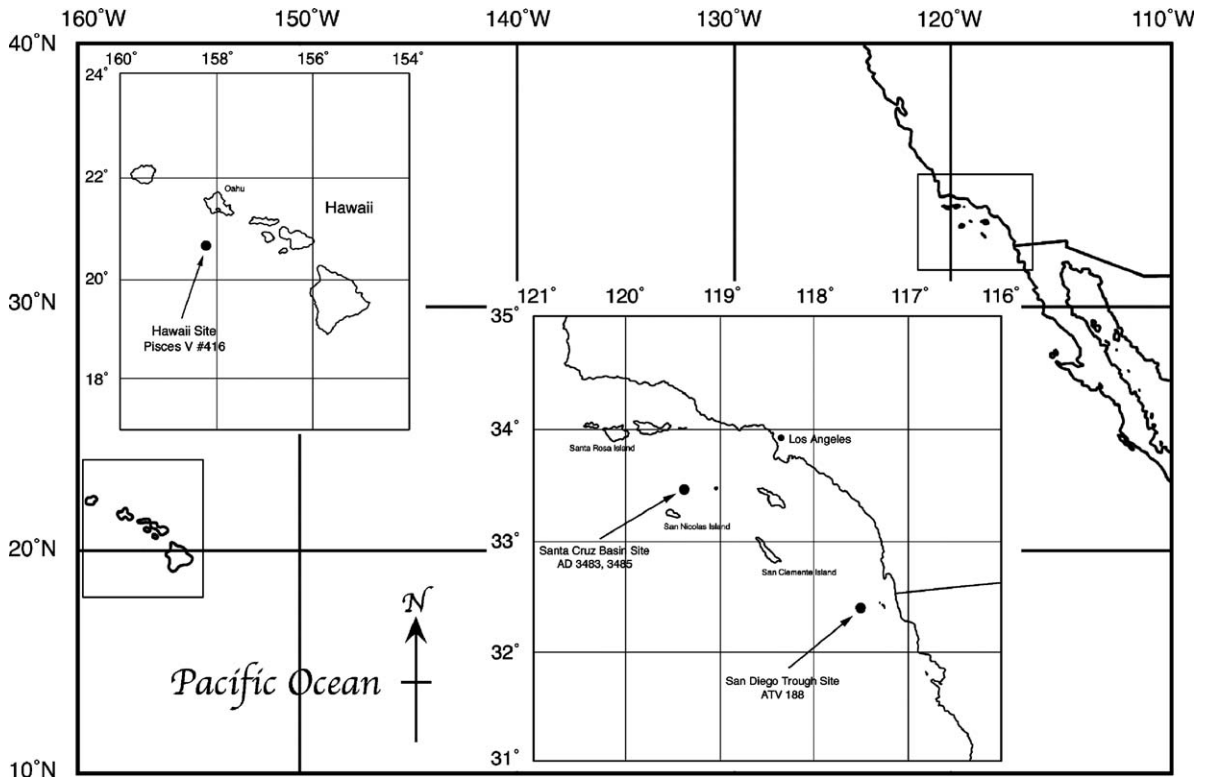 160°W 150°W 140°W 130°W 120°W 110°W
40°N
160° 158° 156° 154°
24°
22°
Oahu
Hawaii
20°
Hawaii Site
Pisces V #416
18°
30°N
121° 120° 119° 118° 117° 116°
35°
34°
Los Angeles
Santa Rosa Island
San Nicolas Island
33°
Santa Cruz Basin Site
AD 3483, 3485
San Clemente Island
32°
San Diego Trough Site
ATV 188
31°
20°N
N
Pacific Ocean
10°N